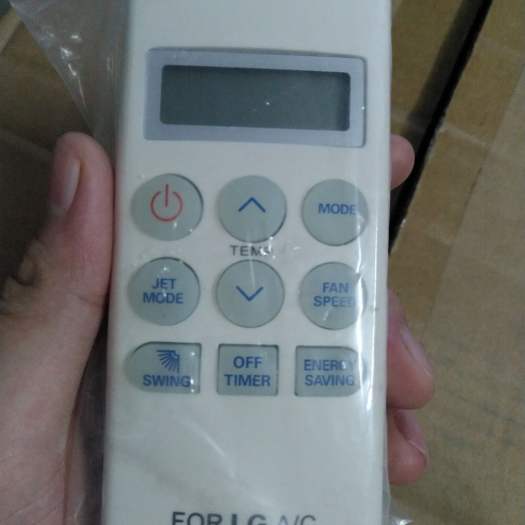 MODE
TEMP
JET
MODE
FAN
SPEED
SWING
OFF
TIMER
ENERGY
SAVING
FOR LG A/C